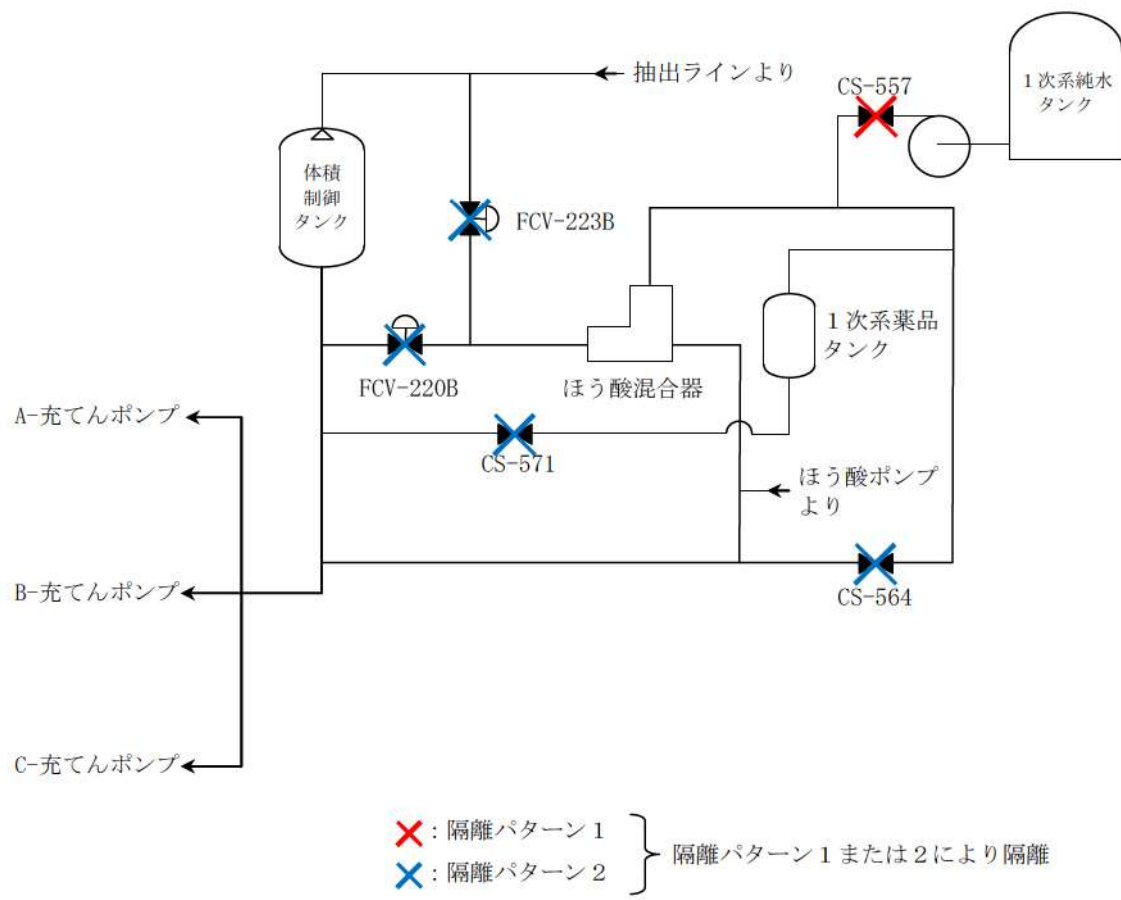 抽出ラインより
CS-557
1次系純水
タンク
体積
制御
タンク
FCV-223B
1次系薬品
タンク
FCV-220B
ほう酸混合器
A-充てんポンプ
CS-571
ほう酸ポンプ
より
B-充てんポンプ
CS-564
C-充てんポンプ
:隔離パターン1
:隔離パターン2
隔離パターン1または2により隔離